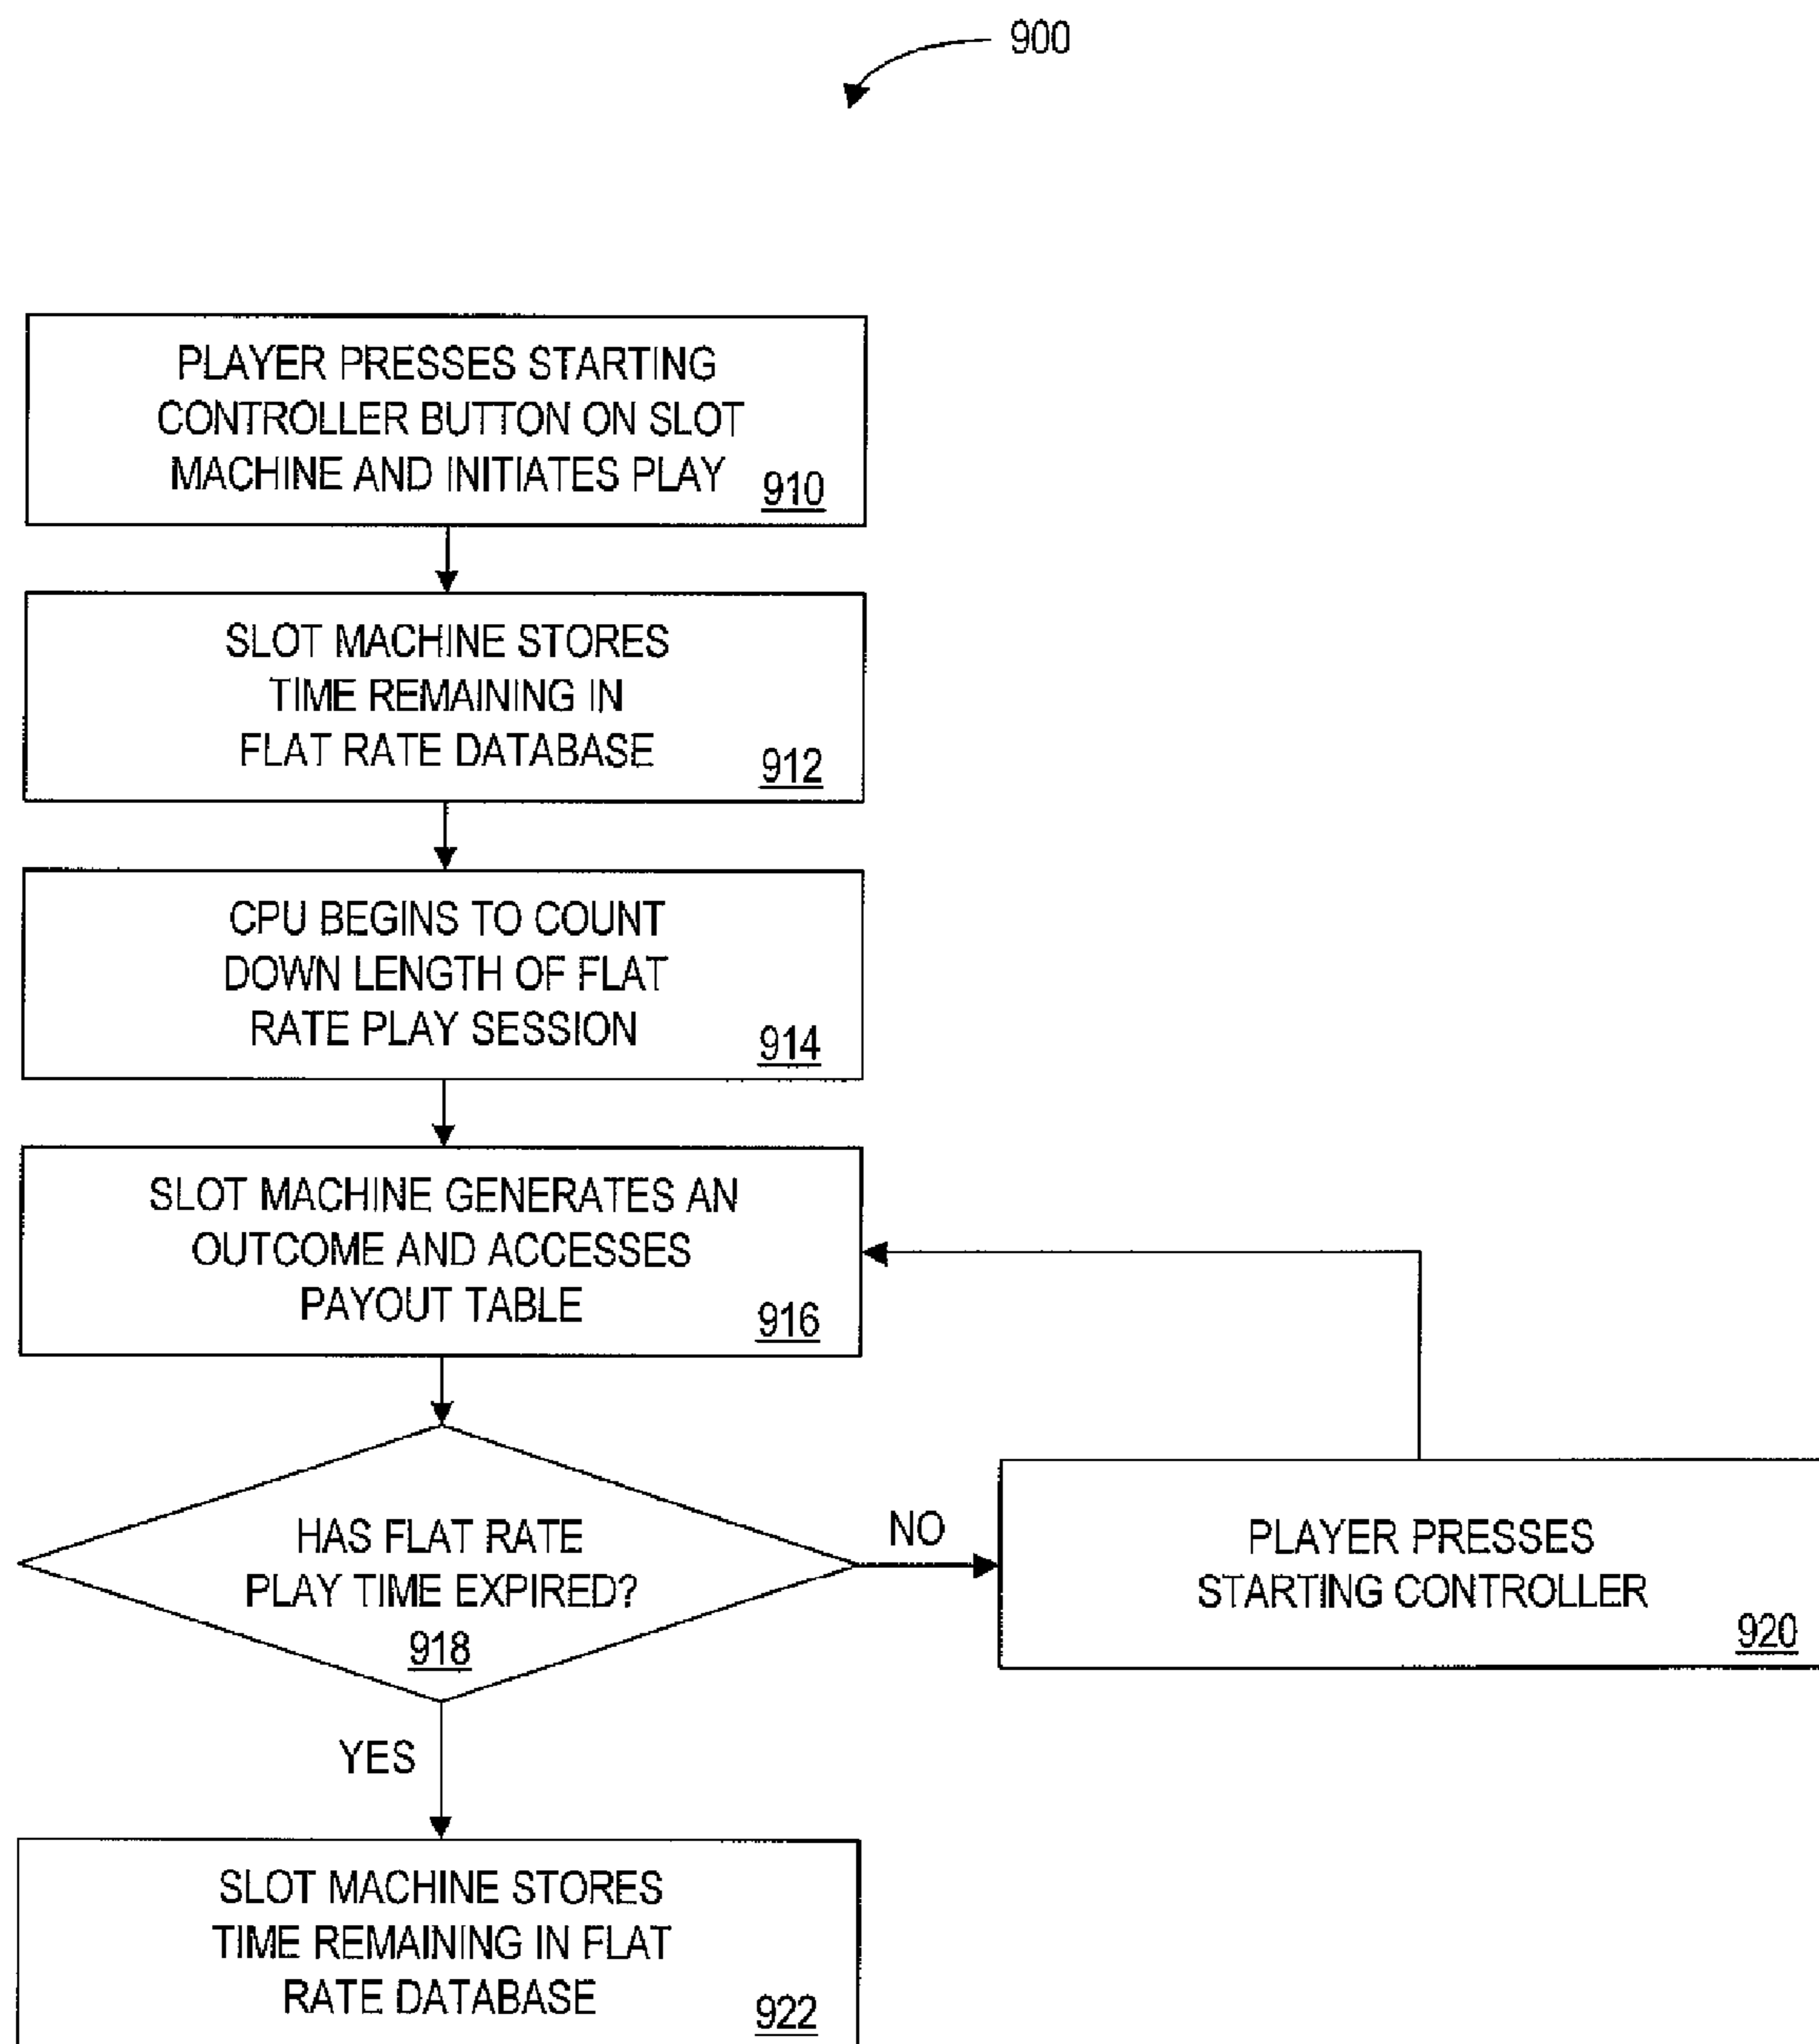 900
PLAYER PRESSES STARTING
CONTROLLER BUTTON ON SLOT
MACHINE AND INITIATES PLAY
910
SLOT MACHINE STORES
TIME REMAINING IN
FLAT RATE DATABASE
912
CPU BEGINS TO COUNT
DOWN LENGTH OF FLAT
RATE PLAY SESSION
914
SLOT MACHINE GENERATES AN
OUTCOME AND ACCESSES
PAYOUT TABLE
916
HAS FLAT RATE
PLAY TIME EXPIRED?
918
NO
PLAYER PRESSES
STARTING CONTROLLER
920
YES
SLOT MACHINE STORES
TIME REMAINING IN FLAT
RATE DATABASE
922